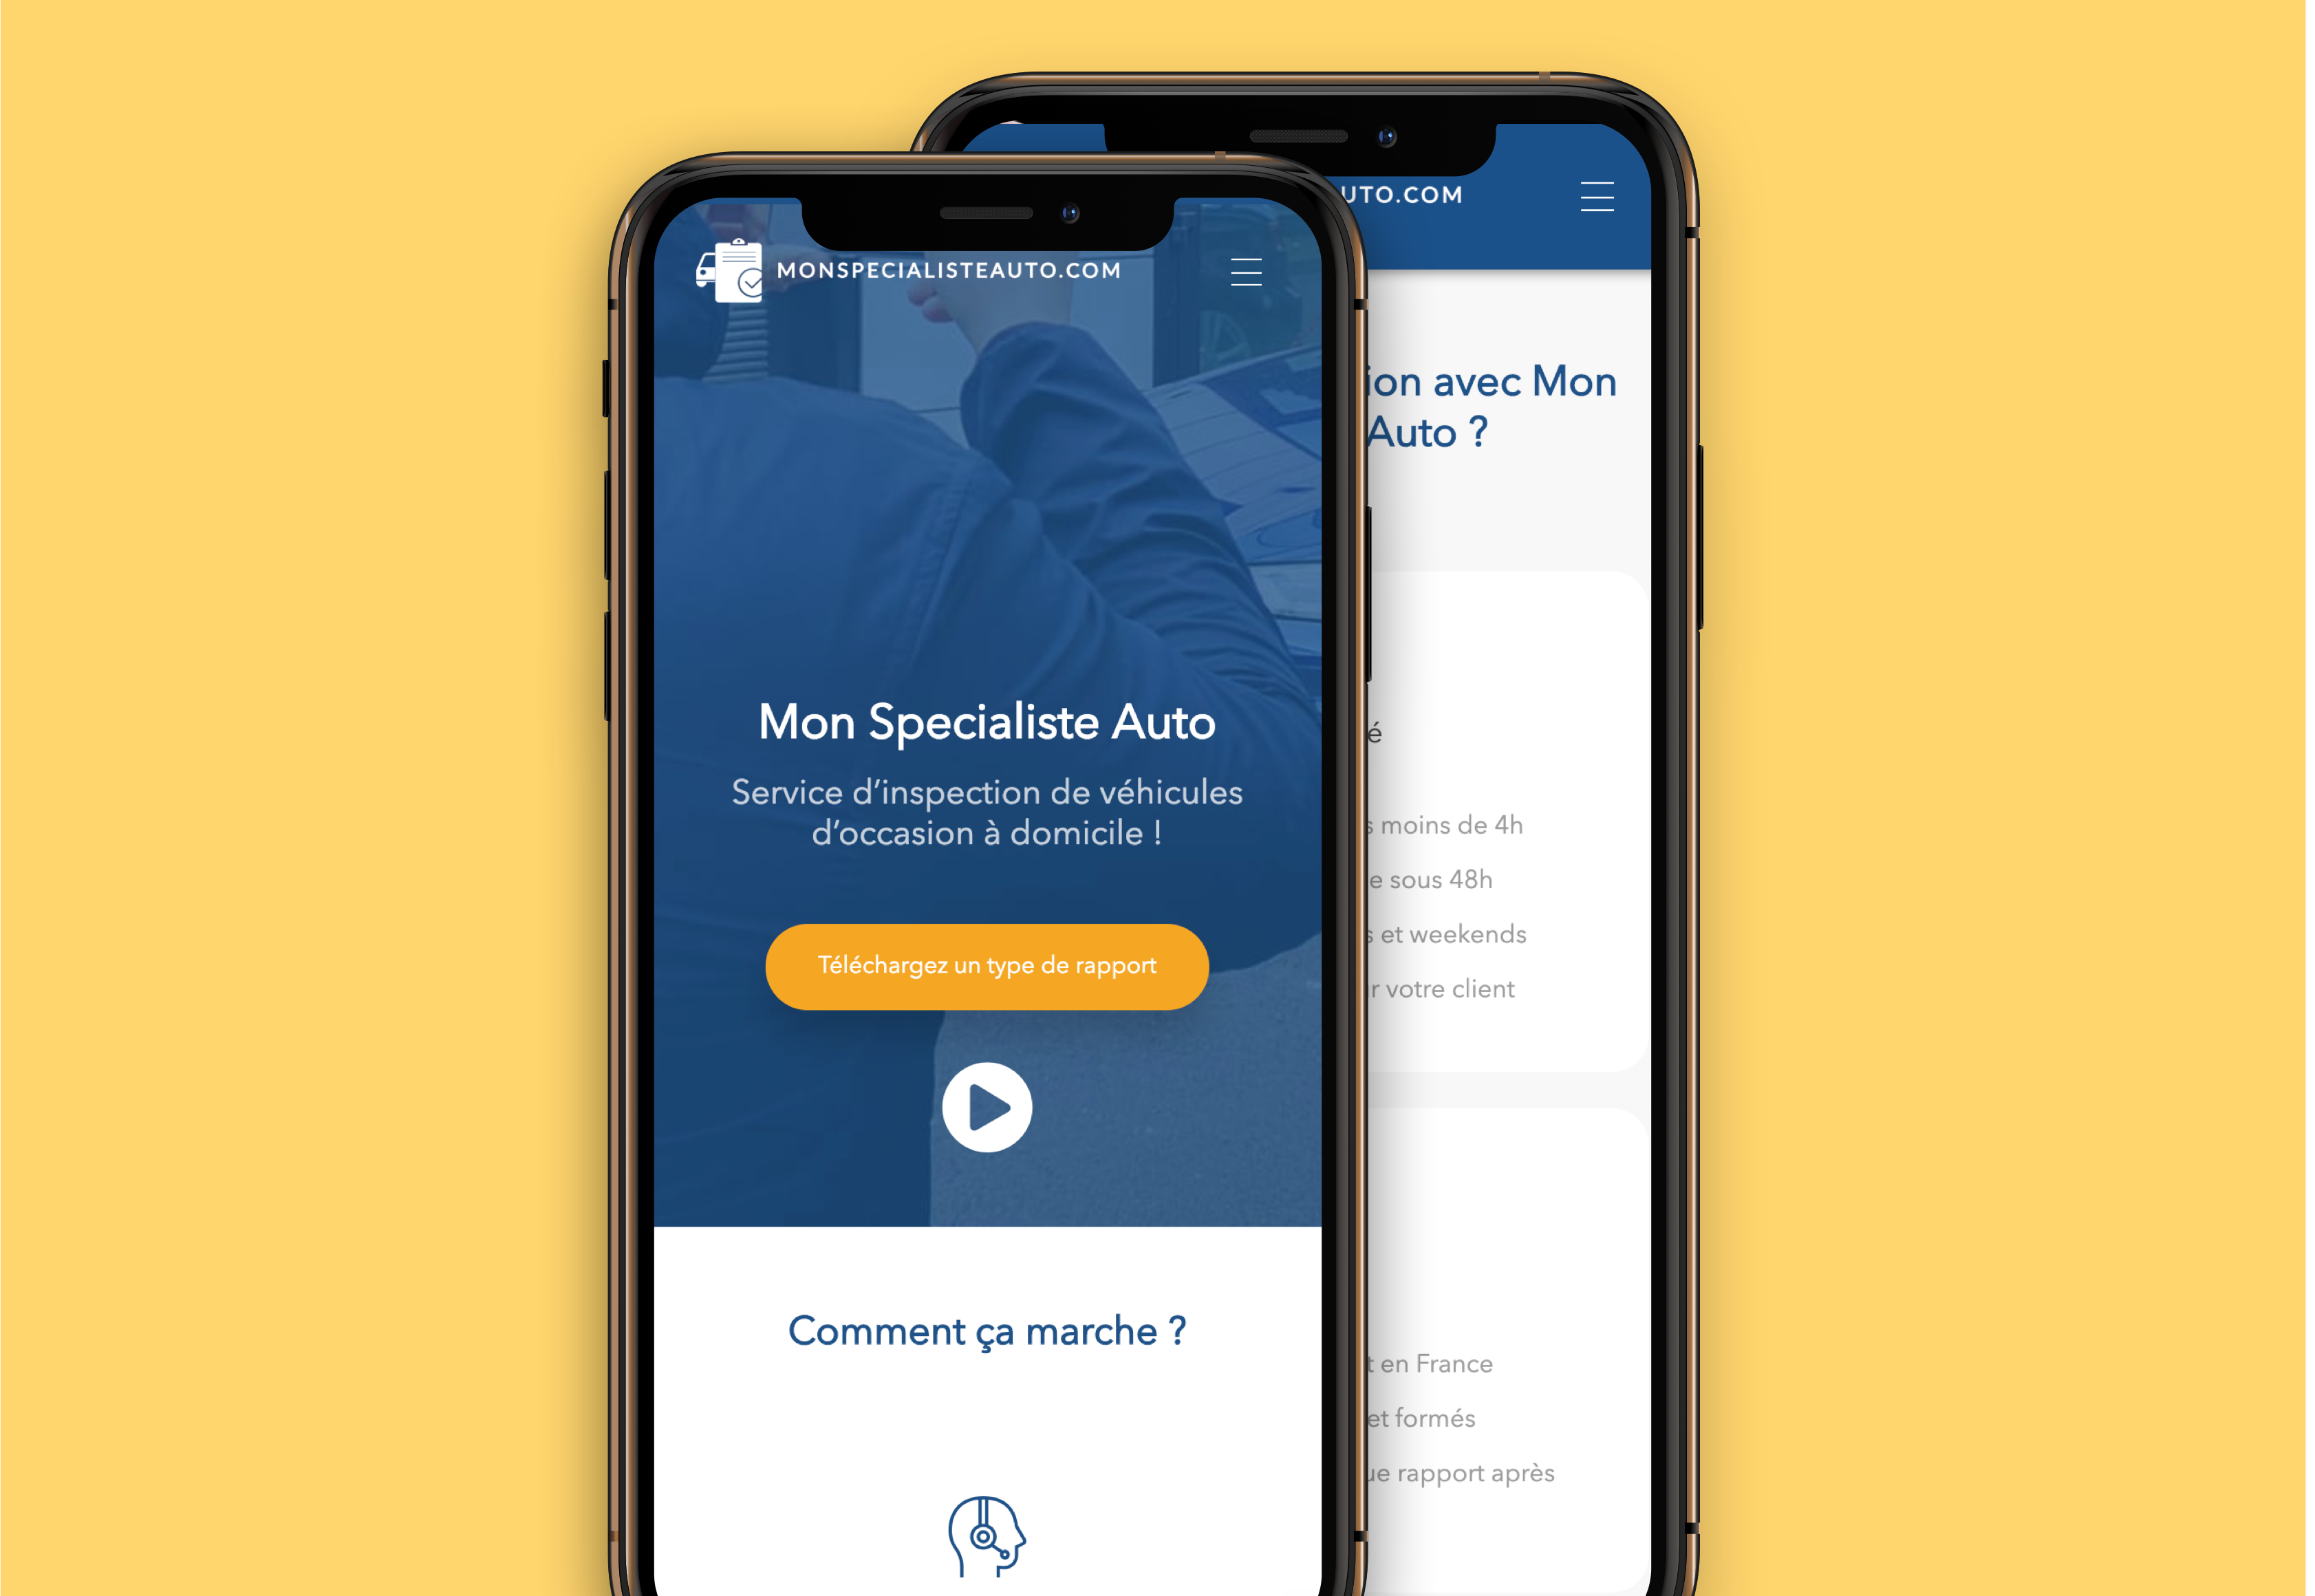 MONSPECIALISTEAUTO.COM
Mon Specialiste Auto
Service d’inspection de véhicules
d’occasion à domicile !
Téléchargez un type de rapport
Comment ça marche ?
UTO.COM
ion avec Mon
Auto ?
é
s moins de 4h
e sous 48h
s et weekends
r votre client
t en France
et formés
ue rapport après